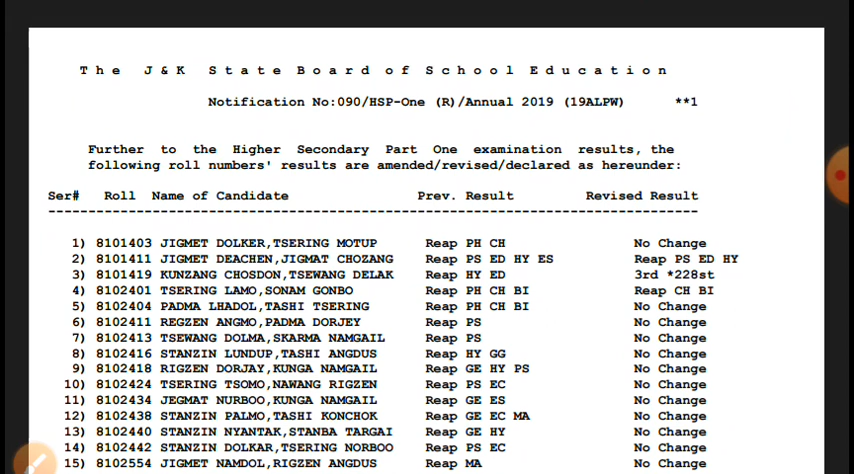 The J&K State Board of School Education
Notification No:090/HSP-One (R)/Annual 2019 (19ALPW) **1
Further to the Higher Secondary Part One examination results, the
following roll numbers' results are amended/revised/declared as hereunder:
Ser# Roll Name of Candidate Prev. Result Revised Result
1) 8101403 JIGMET DOLKER,TSERING MOTUP Reap PH CH No Change
2) 8101411 JIGMET DEACHEN,JIGMAT CHOZANG Reap PS ED HY ES Reap PS ED HY
3) 8101419 KUNZANG CHOSDON,TSEWANG DELAK Reap HY ED 3rd *228st
4) 8102401 TSERING LAMO,SONAM GONBO Reap PH CH BI Reap CH BI
5) 8102404 PADMA LHADOL,TASHI TSERING Reap PH CH BI No Change
6) 8102411 REGZEN ANGMO,PADMA DORJEY Reap PS No Change
7) 8102413 TSEWANG DOLMA,SKARMA NAMGAIL Reap PS No Change
8) 8102416 STANZIN LUNDUP,TASHI ANGDUS Reap HY GG No Change
9) 8102418 RIGZEN DORJAY,KUNGA NAMGAIL Reap GE HY PS No Change
10) 8102424 TSERING TSOMO,NAWANG RIGZEN Reap PS EC No Change
11) 8102434 JEGMAT NURBOO,KUNGA NAMGAIL Reap GE ES No Change
12) 8102438 STANZIN PALMO,TASHI KONCHOK Reap GE EC MA No Change
13) 8102440 STANZIN NYANTAK,STANBA TARGAI Reap GE HY No Change
14) 8102442 STANZIN DOLKAR,TSERING NORBOO Reap PS EC No Change
15) 8102554 JIGMET NAMDOL,RIGZEN ANGDUS Reap MA No Change